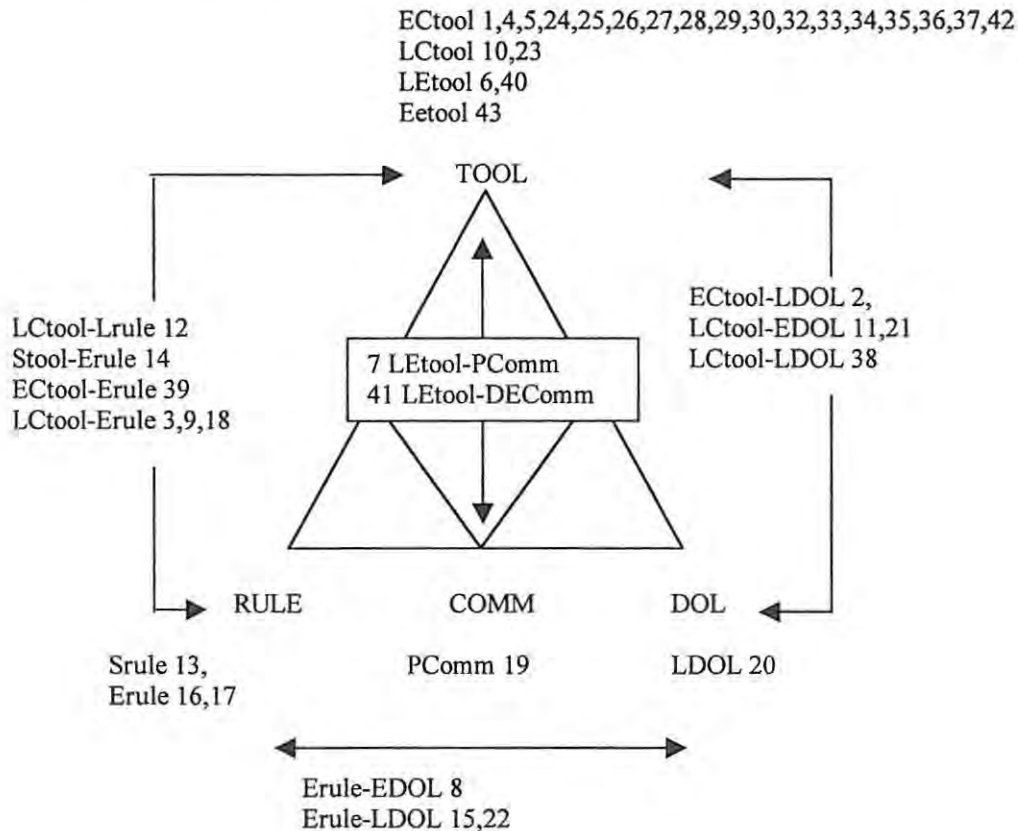 ECtool 1,4,5,24,25,26,27,28,29,30,32,33,34,35,36,37,42
LCtool 10,23
LEtool 6,40
Eetool 43
TOOL
LCtool-Lrule 12
Stool-Erule 14
ECtool-Erule 39
LCtool-Erule 3,9,18
7 LEtool-PComm
41 LEtool-DEComm
ECtool-LDOL 2,
LCtool-EDOL 11,21
LCtool-LDOL 38
RULE
COMM
DOL
Srule 13,
Erule 16,17
PComm 19
LDOL 20
Erule-EDOL 8
Erule-LDOL 15,22